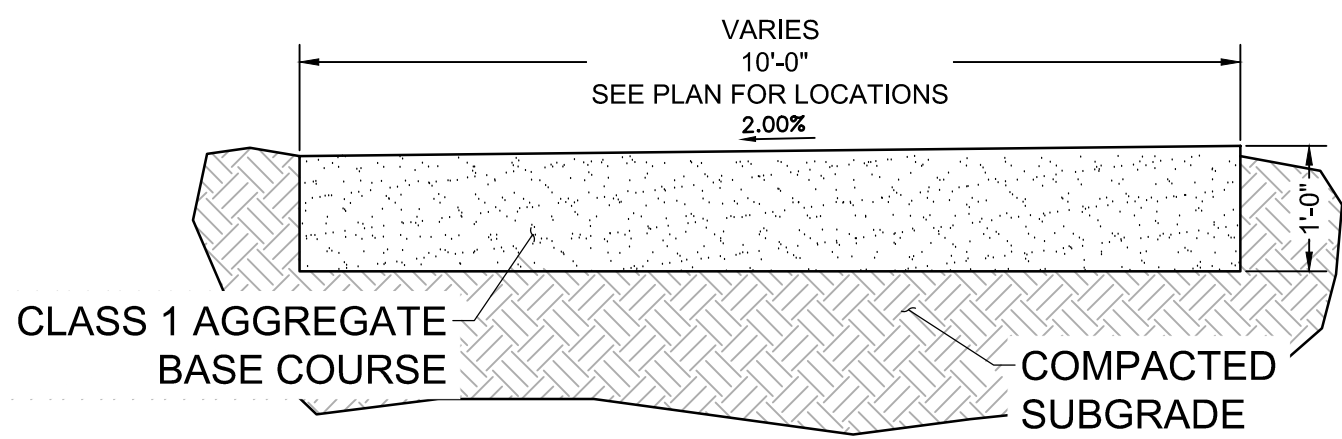 VARIES
10'-0"
SEE PLAN FOR LOCATIONS
2.00%
1'-0"
CLASS 1 AGGREGATE
BASE COURSE
COMPACTED
SUBGRADE